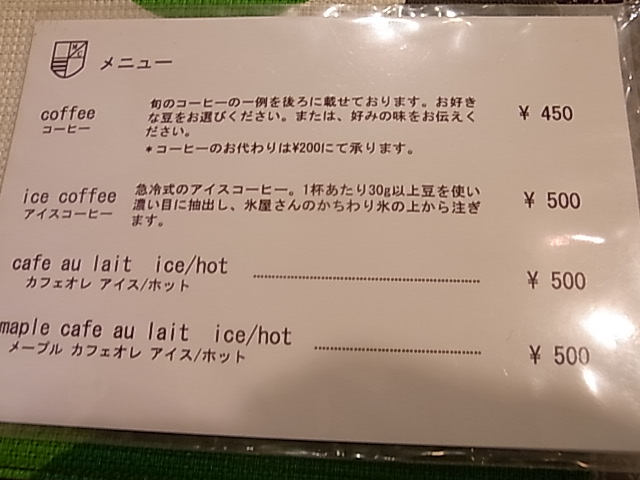 メニュー
coffee
コーヒー
旬のコーヒーの一例を後ろに載せております。お好き
な豆をお選びください。または、好みの味をお伝えく
ださい。
*コーヒーのお代わりは¥200にて承ります。
¥ 450
ice coffee
アイスコーヒー
急冷式のアイスコーヒー。1杯あたり30g以上豆を使い
濃い目に抽出し、氷屋さんのかちわり氷の上から注ぎ
ます。
¥ 500
cafe au lait ice/hot
カフェオレ アイス/ホット
¥ 500
maple cafe au lait ice/hot
メープル カフェオレ アイス/ホット
¥ 500